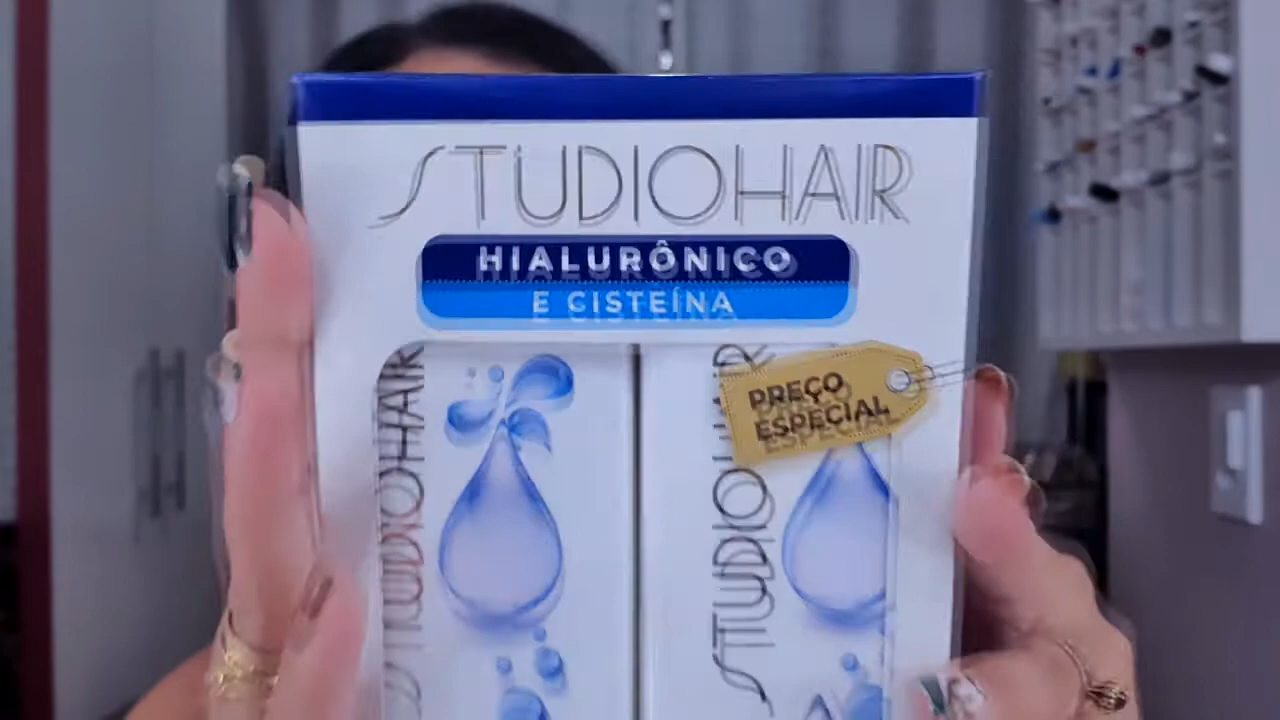 STUDIOHAIR
HIALURÔNICO
E CISTEÍNA
STUDIOHAIR
STUDIOHAIR
PREÇO
ESPECIAL